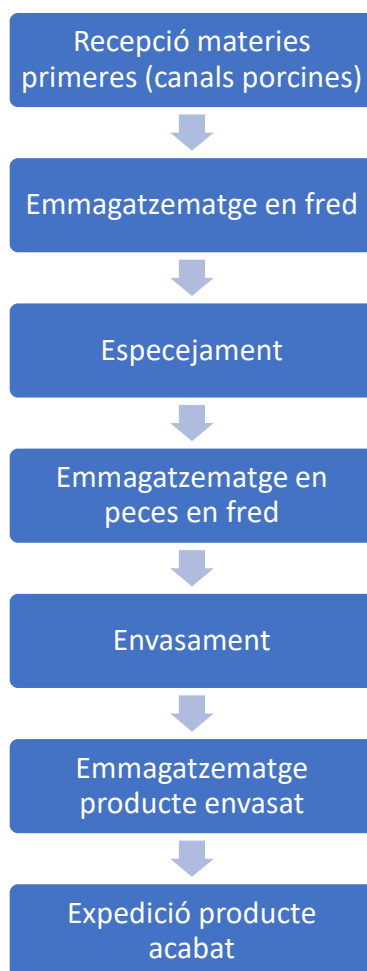 Recepció materies
primeres (canals porcines)
Emmagatzematge en fred
Especejament
Emmagatzematge en
peces en fred
Envasament
Emmagatzematge
producte envasat
Expedició producte
acabat